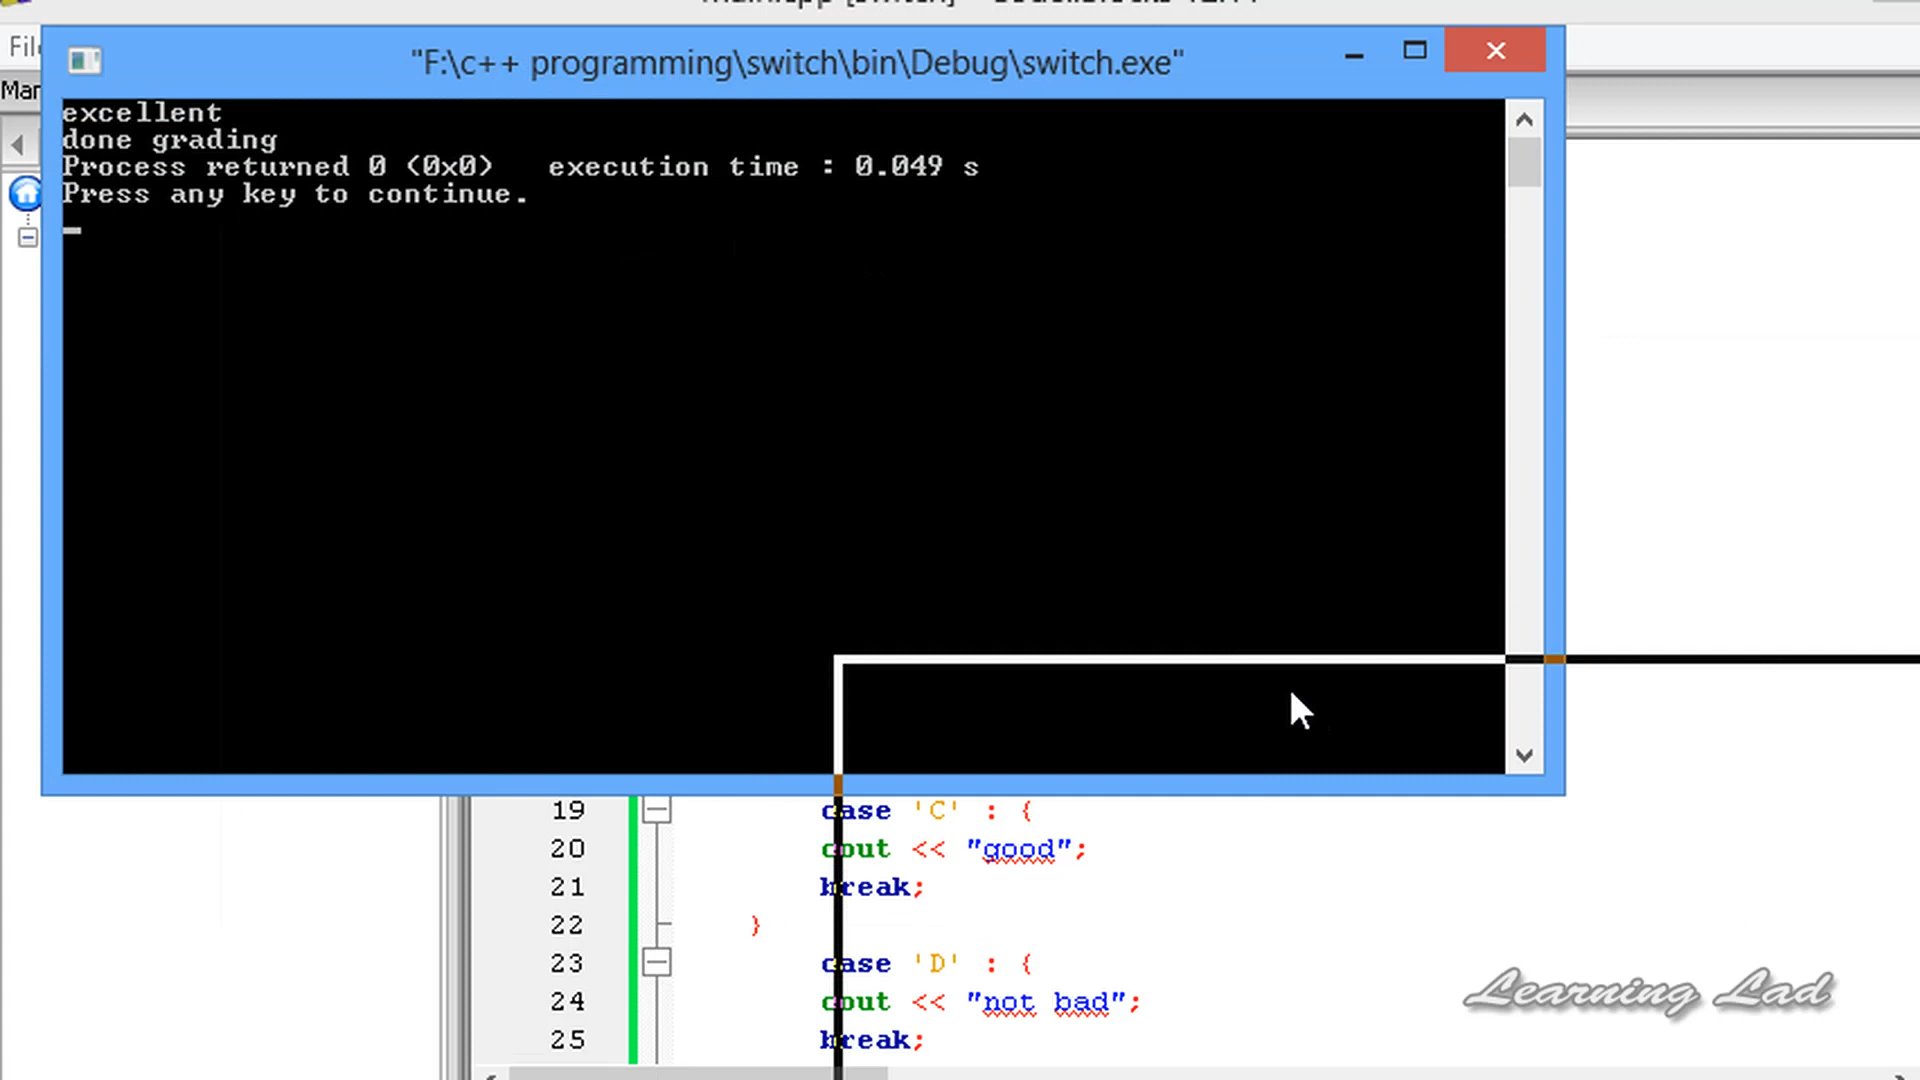 "F:\c++ programming\switch\bin\Debug\switch.exe"
excellent
done grading
Process returned 0 (0x0)   execution time : 0.049 s
Press any key to continue.
19 case 'C' : {
20 cout << "good";
21 break;
22 }
23 case 'D' : {
24 cout << "not bad";
25 break;
Learning Lad